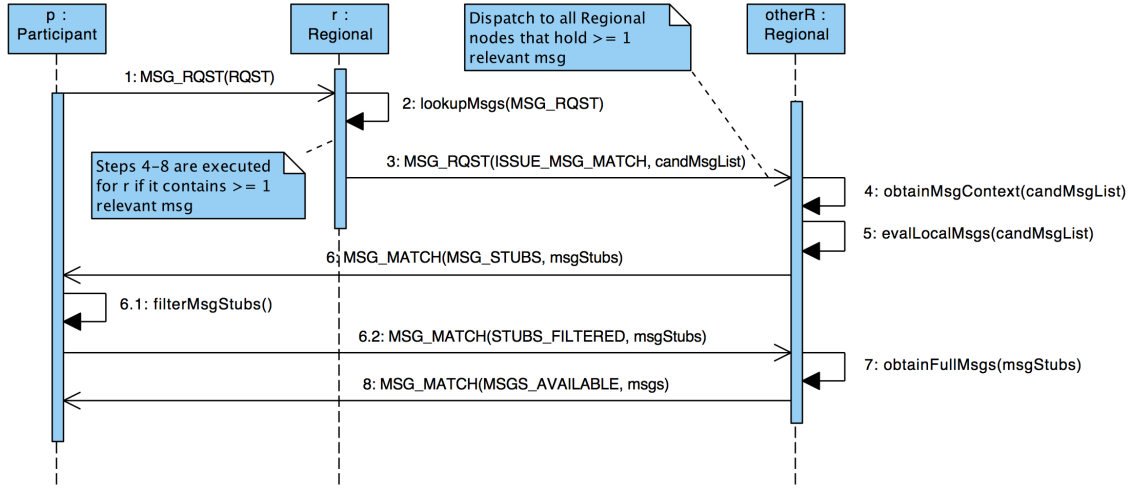 p :
Participant
r :
Regional
Dispatch to all Regional
nodes that hold >= 1
relevant msg
otherR :
Regional
1: MSG_RQST(RQST)
2: lookupMsgs(MSG_RQST)
Steps 4-8 are executed
for r if it contains >= 1
relevant msg
3: MSG_RQST(ISSUE_MSG_MATCH, candMsgList)
4: obtainMsgContext(candMsgList)
5: evalLocalMsgs(candMsgList)
6: MSG_MATCH(MSG_STUBS, msgStubs)
6.1: filterMsgStubs()
6.2: MSG_MATCH(STUBS_FILTERED, msgStubs)
7: obtainFullMsgs(msgStubs)
8: MSG_MATCH(MSGS_AVAILABLE, msgs)